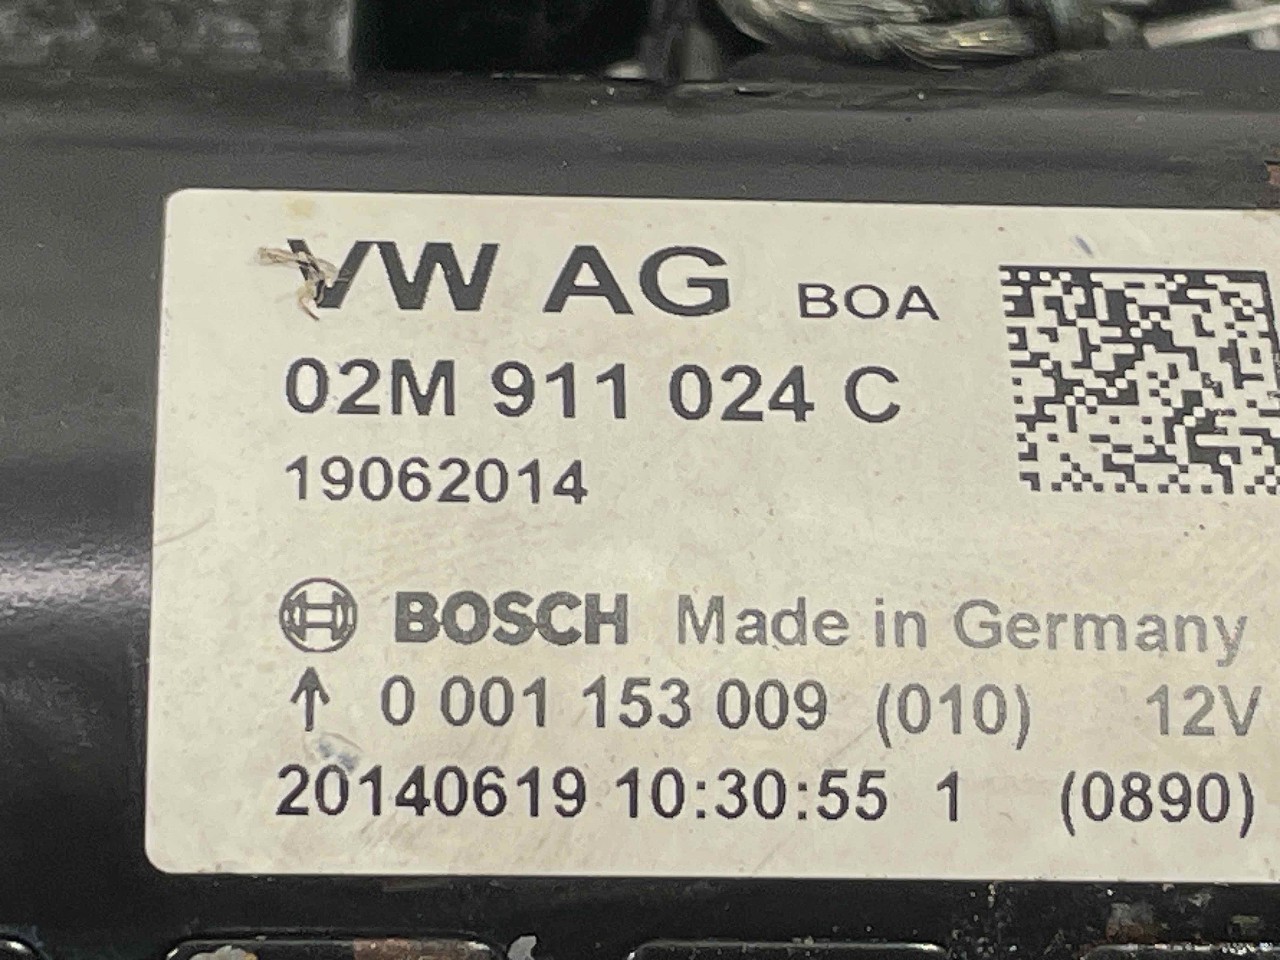 VW AG BOA
02M 911 024 C
19062014
BOSCH Made in Germany
↑ 0 001 153 009 (010) 12V
20140619 10:30:55 1 (0890)